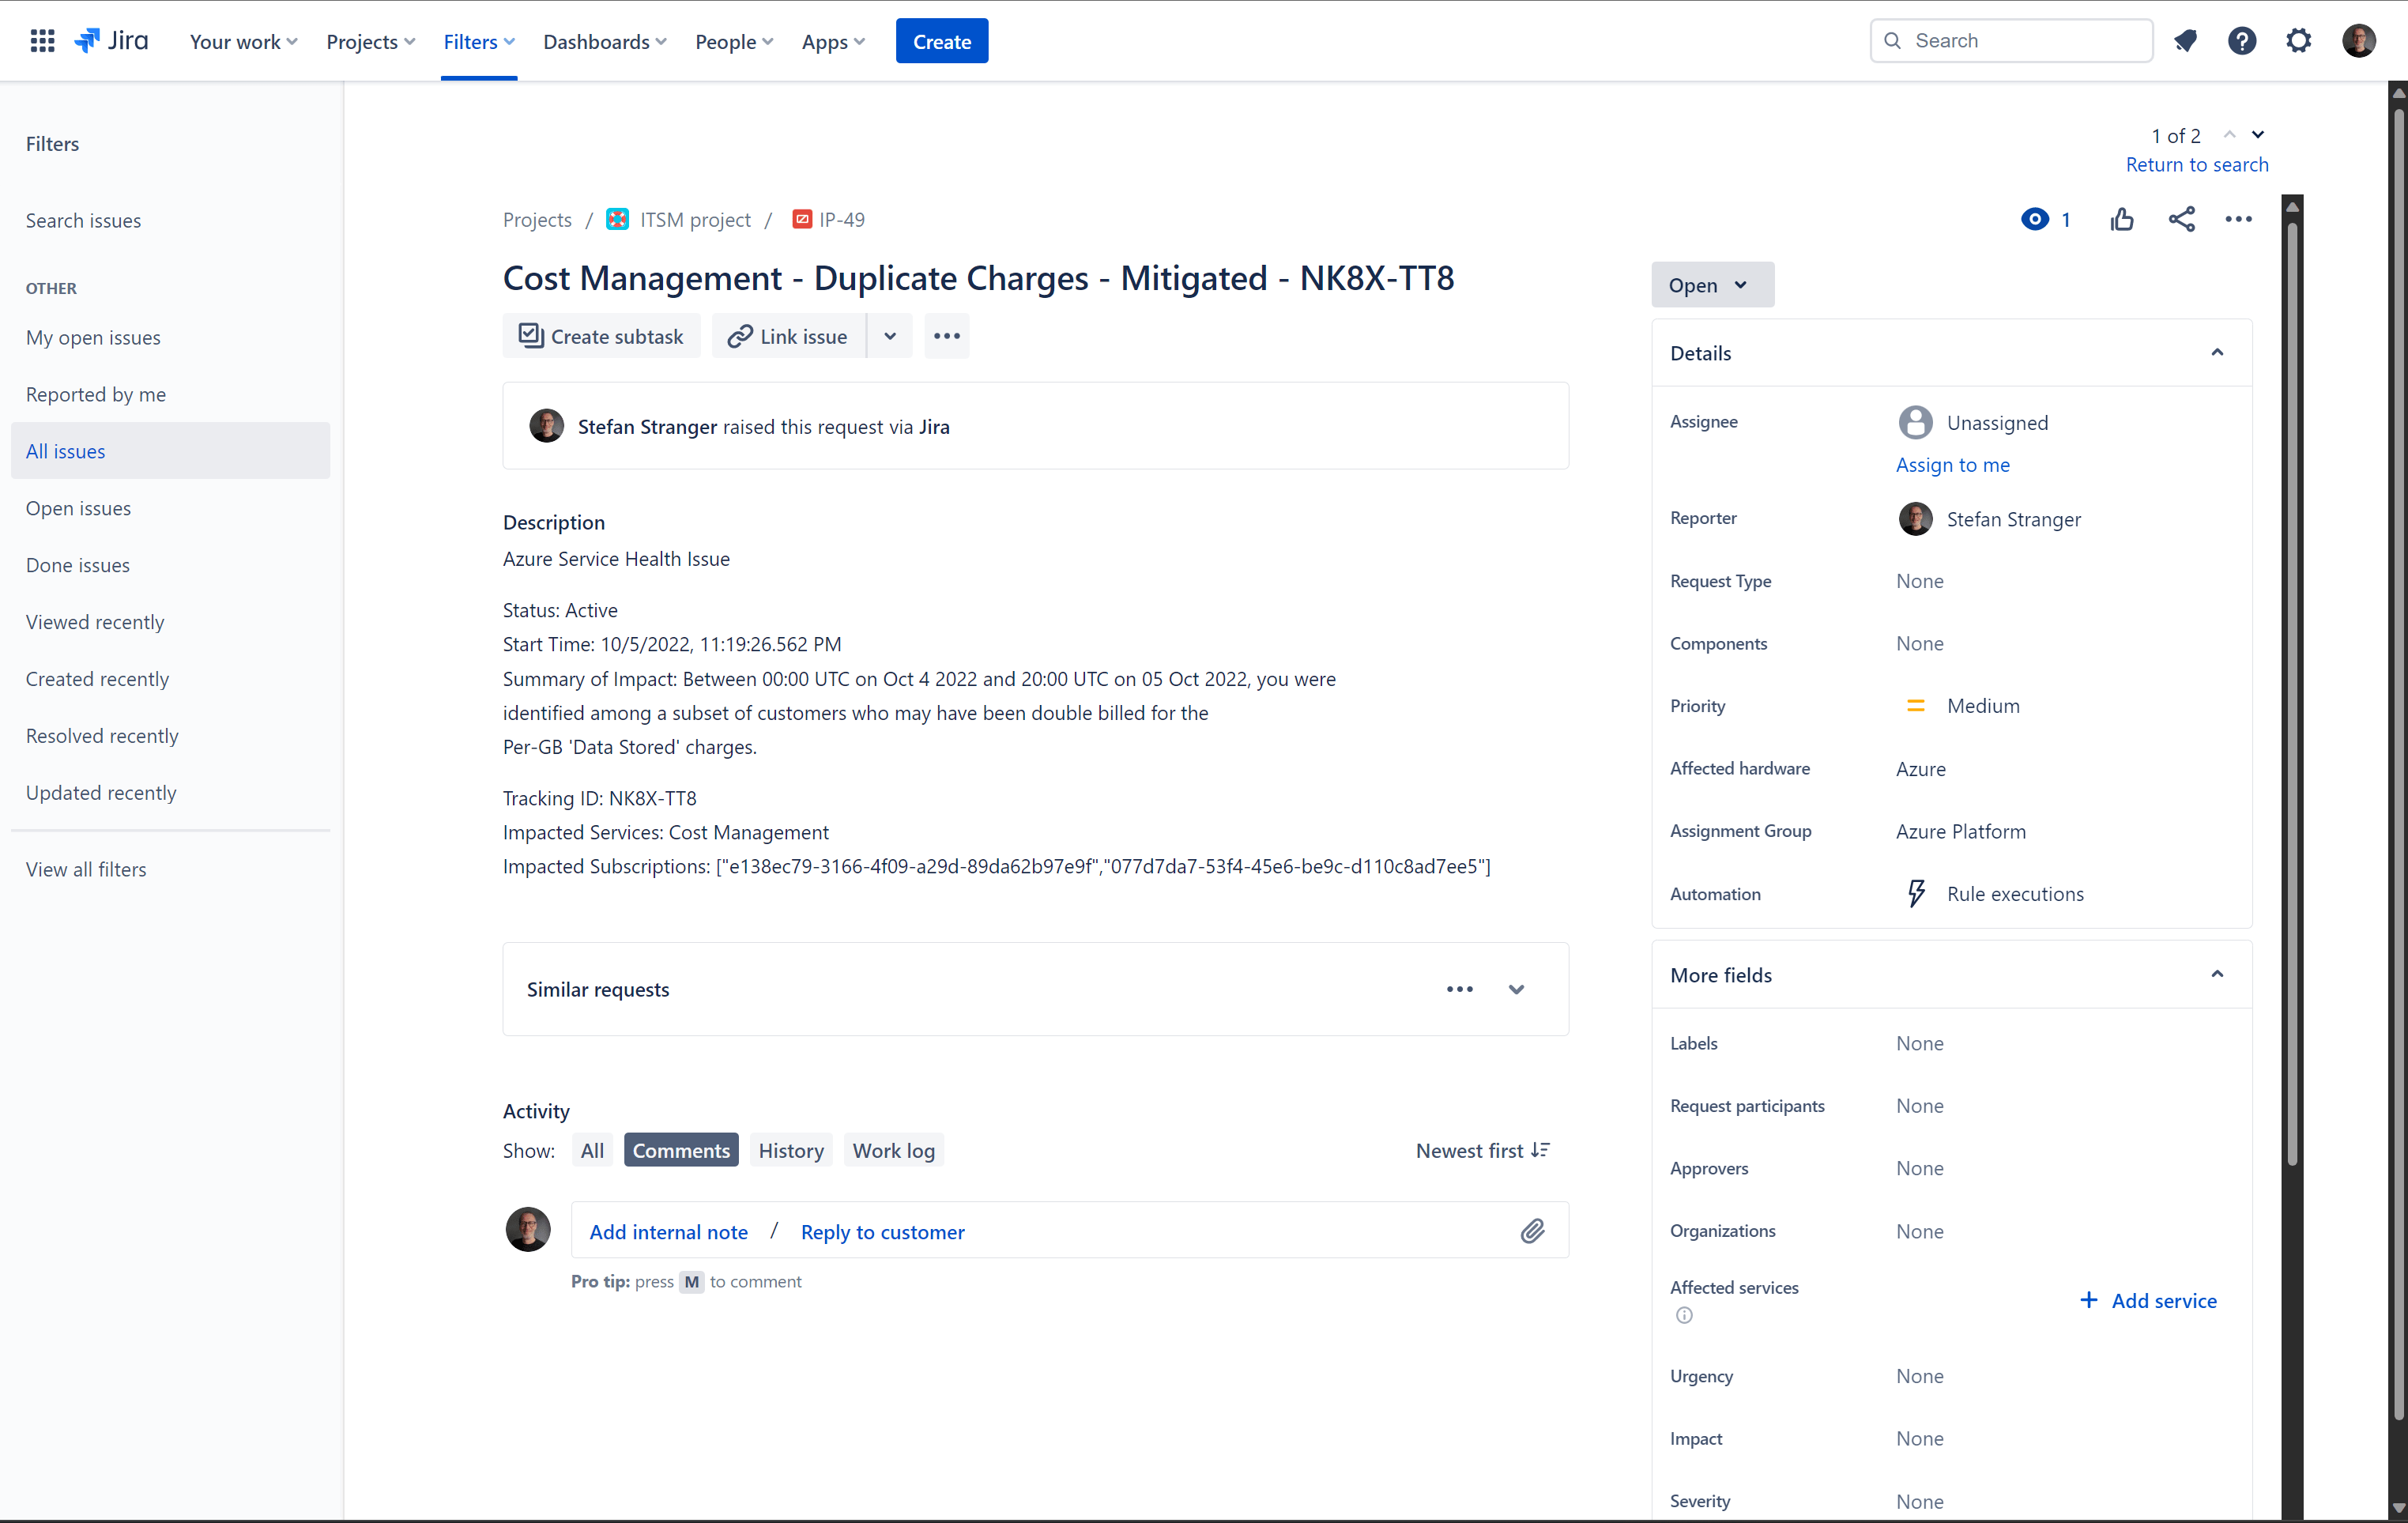 Jira
Your work
Projects
Filters
Dashboards
People
Apps
Create
Search
Filters
Search issues
OTHER
My open issues
Reported by me
All issues
Open issues
Done issues
Viewed recently
Created recently
Resolved recently
Updated recently
View all filters
1 of 2
Return to search
Projects / ITSM project / IP-49
1
Cost Management - Duplicate Charges - Mitigated - NK8X-TT8
Create subtask
Link issue
Stefan Stranger raised this request via Jira
Description
Azure Service Health Issue
Status: Active
Start Time: 10/5/2022, 11:19:26.562 PM
Summary of Impact: Between 00:00 UTC on Oct 4 2022 and 20:00 UTC on 05 Oct 2022, you were
identified among a subset of customers who may have been double billed for the
Per-GB 'Data Stored' charges.
Tracking ID: NK8X-TT8
Impacted Services: Cost Management
Impacted Subscriptions: ["e138ec79-3166-4f09-a29d-89da62b97e9f","077d7da7-53f4-45e6-be9c-d110c8ad7ee5"]
Similar requests
Activity
Show: All Comments History Work log
Newest first
Add internal note / Reply to customer
Pro tip: press M to comment
Open
Details
Assignee Unassigned
Assign to me
Reporter Stefan Stranger
Request Type None
Components None
Priority Medium
Affected hardware Azure
Assignment Group Azure Platform
Automation Rule executions
More fields
Labels None
Request participants None
Approvers None
Organizations None
Affected services
Add service
Urgency None
Impact None
Severity None